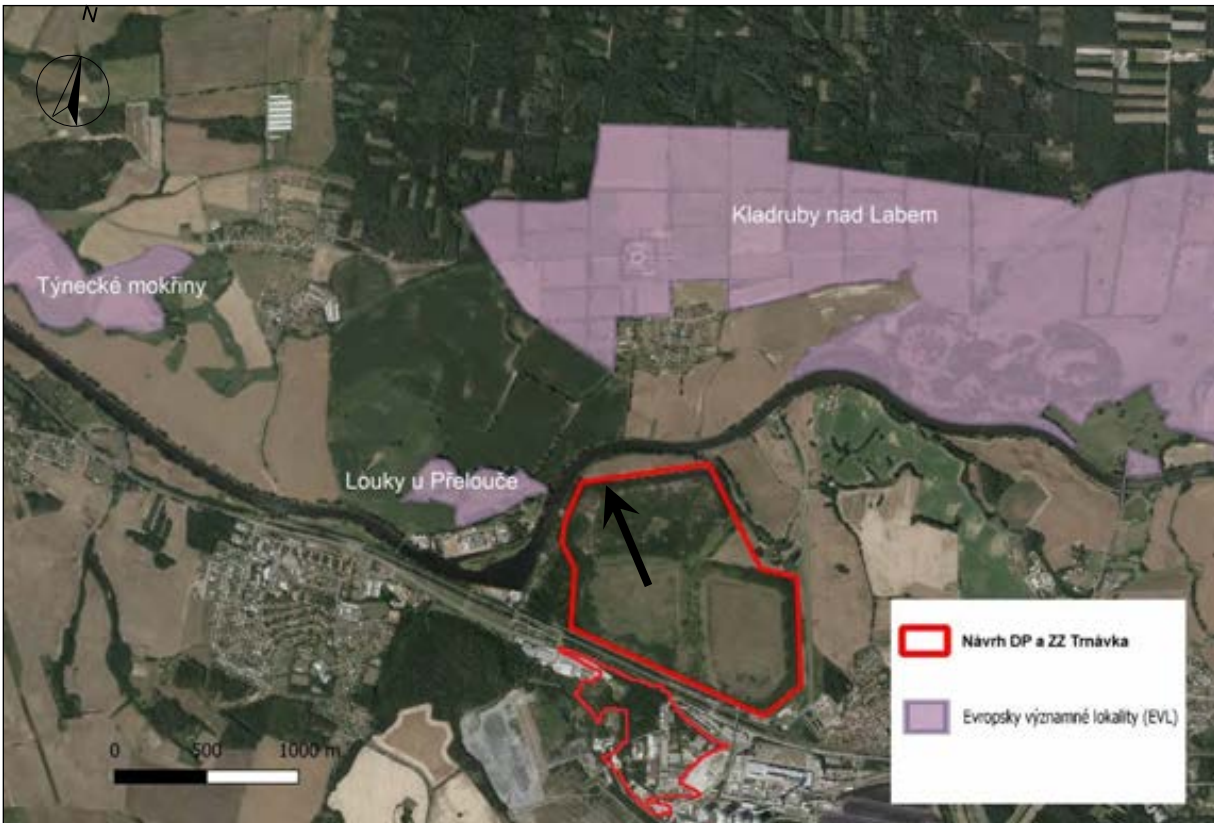 N
Kladruby nad Labem
Týnecké mokřiny
Louky u Přelouče
0 500 1000 m
Návrh DP a ZZ Trnávka
Evropsky významné lokality (EVL)